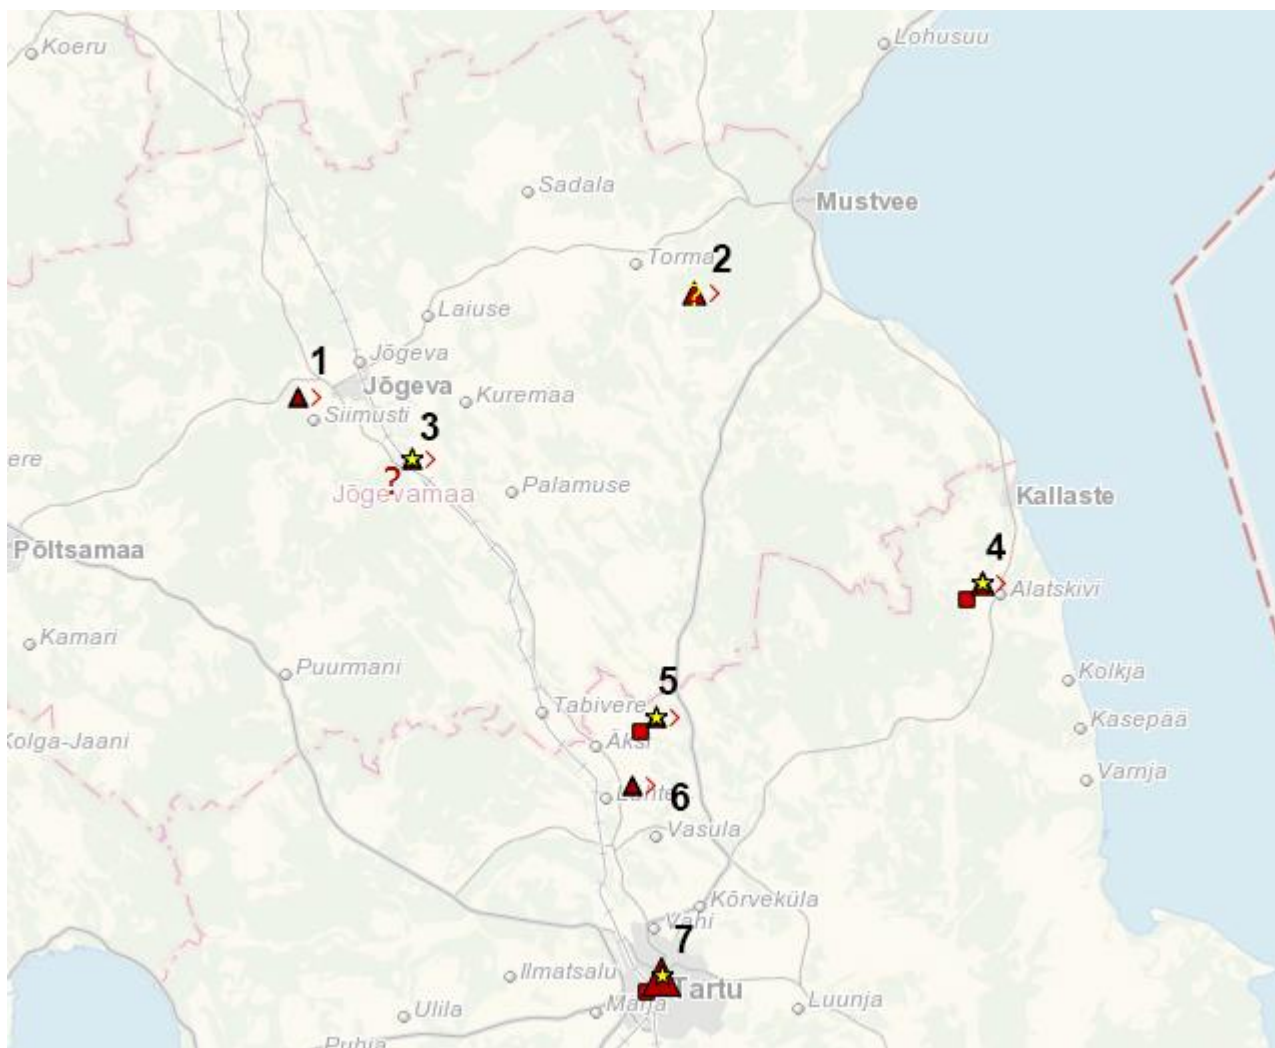 Koeru
Lohusuu
Sadala
Mustvee
Torma
2
?
Laiuse
1
Jõgeva
Jõgeva
Kuremaa
Siimusti
3
ere
?
Jõgevamaa
Palamuse
Kallaste
Põltsamaa
4
Alatskivi
Kamari
Puurmani
Kolkja
5
Tabivere
Kasepää
Kolga-Jaani
Äksi
Varnja
6
Vasula
Kõrveküla
Vahi
7
Ilmatsalu
Tartu
Ulila
Märja
Luunja
Puhja